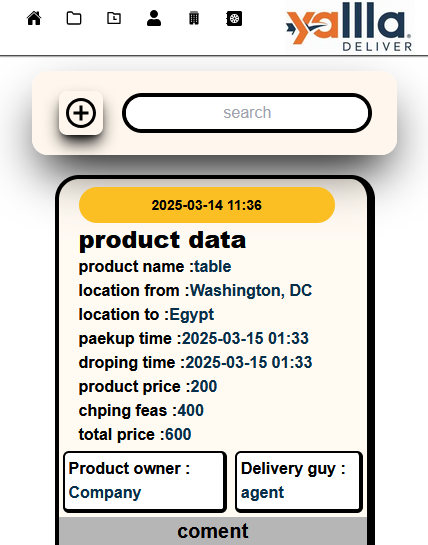 yallla.
DELIVER
search
2025-03-14 11:36
product data
product name :table
location from :Washington, DC
location to :Egypt
paekup time :2025-03-15 01:33
droping time :2025-03-15 01:33
product price :200
chping feas :400
total price :600
Product owner :
Company
Delivery guy :
agent
coment